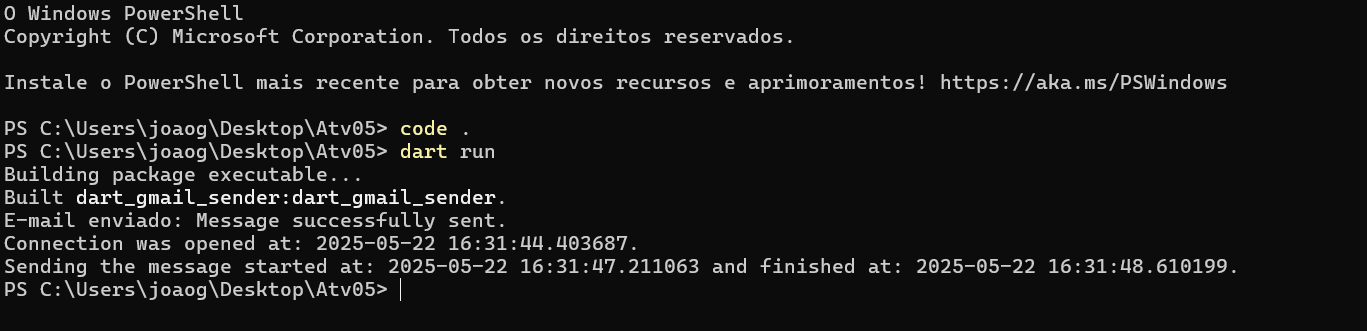 O Windows PowerShell
Copyright (C) Microsoft Corporation. Todos os direitos reservados.
Instale o PowerShell mais recente para obter novos recursos e aprimoramentos! https://aka.ms/PSWindows
PS C:\Users\joaog\Desktop\Atv05> code .
PS C:\Users\joaog\Desktop\Atv05> dart run
Building package executable...
Built dart_gmail_sender:dart_gmail_sender.
E-mail enviado: Message successfully sent.
Connection was opened at: 2025-05-22 16:31:44.403687.
Sending the message started at: 2025-05-22 16:31:47.211063 and finished at: 2025-05-22 16:31:48.610199.
PS C:\Users\joaog\Desktop\Atv05>